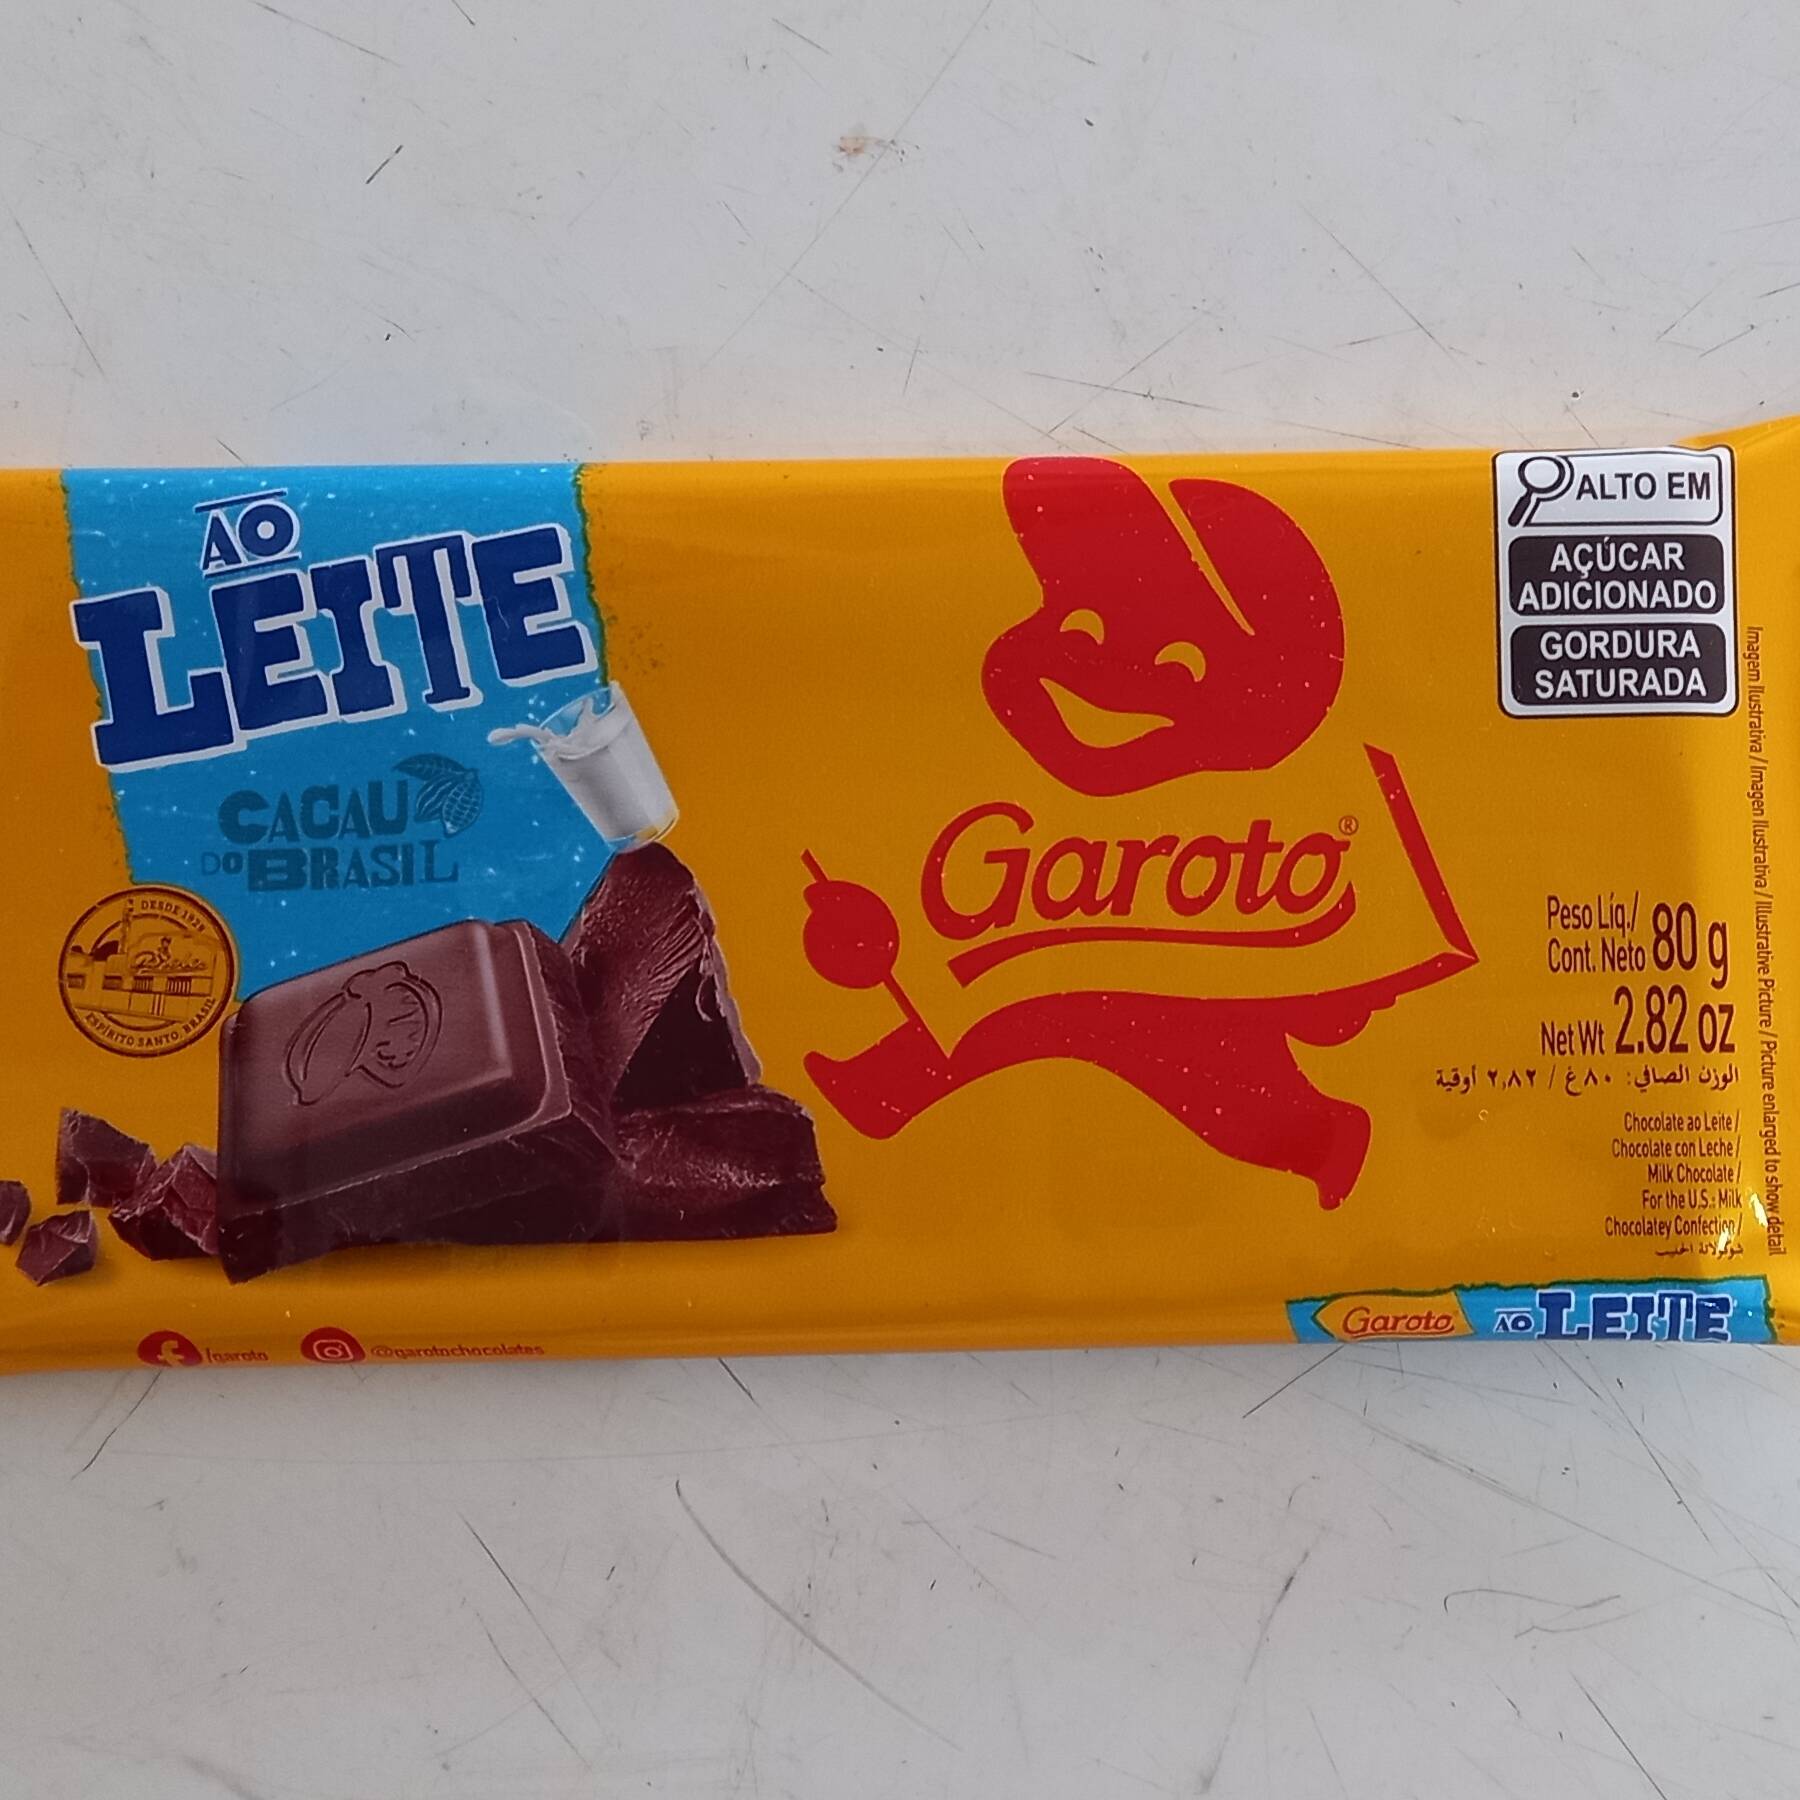 AO
LEITE
CACAU
DO BRASIL
DESDE 1929
Garoto
ESPÍRITO SANTO BRASIL
Garoto®
ALTO EM
AÇÚCAR
ADICIONADO
GORDURA
SATURADA
Peso Líq./
Cont. Neto 80 g
Net Wt 2.82 oz
الوزن الصافي: ٨٠ غ / ٢,٨٢ أوقية
Chocolate ao Leite /
Chocolate con Leche /
Milk Chocolate /
For the U.S.: Milk
Chocolatey Confection /
شوكولاتة الحليب
Imagem Ilustrativa / Imagen Ilustrativa / Illustrative Picture / Picture enlarged to show detail
/garoto
@garotochocolates
Garoto AO LEITE